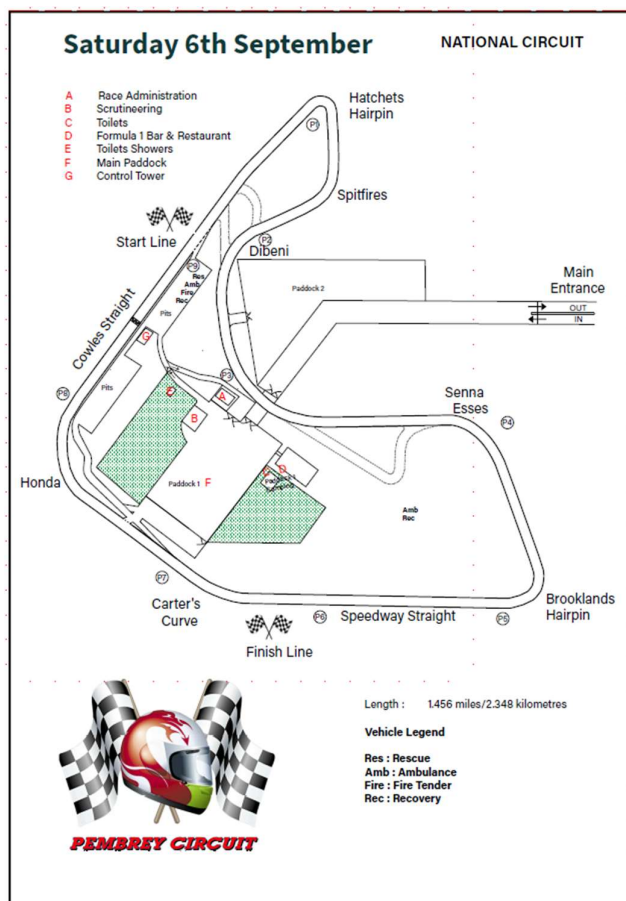 Saturday 6th September
NATIONAL CIRCUIT
A Race Administration
B Scrutineering
C Toilets
D Formula 1 Bar & Restaurant
E Toilets Showers
F Main Paddock
G Control Tower
Hatchets
Hairpin
P1
Spitfires
Start Line
P2
Dibeni
P9
Res
Amb
Fire
Rec
Paddock 2
Main
Entrance
OUT
IN
Pits
Cowles Straight
G
P3
P8
Pits
E
A
B
Senna
Esses
P4
Honda
Paddock 1 F
C
D
Amb
Rec
P7
Carter's
Curve
P6
Speedway Straight
P5
Brooklands
Hairpin
Finish Line
Length : 1.456 miles/2.348 kilometres
Vehicle Legend
Res : Rescue
Amb : Ambulance
Fire : Fire Tender
Rec : Recovery
PEMBREY CIRCUIT